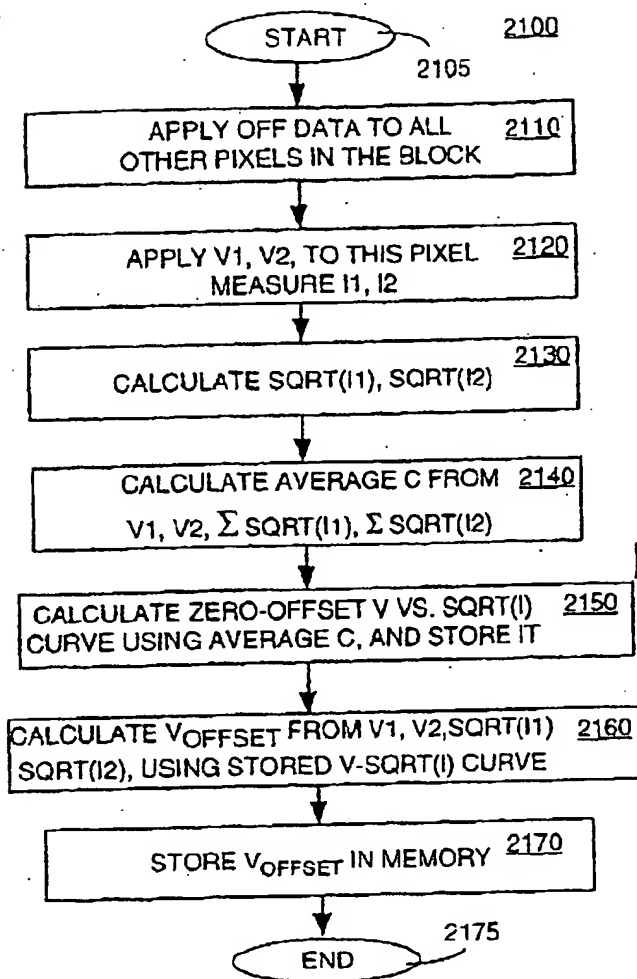 START 2100
2105
APPLY OFF DATA TO ALL 2110
OTHER PIXELS IN THE BLOCK
APPLY V1, V2, TO THIS PIXEL 2120
MEASURE I1, I2
2130
CALCULATE SQRT(I1), SQRT(I2)
CALCULATE AVERAGE C FROM 2140
V1, V2, Σ SQRT(I1), Σ SQRT(I2)
CALCULATE ZERO-OFFSET V VS. SQRT(I) 2150
CURVE USING AVERAGE C, AND STORE IT
CALCULATE VOFFSET FROM V1, V2,SQRT(I1) 2160
SQRT(I2), USING STORED V-SQRT(I) CURVE
STORE VOFFSET IN MEMORY 2170
2175
END